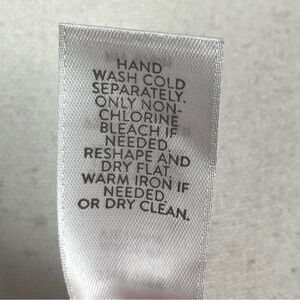 HAND
WASH COLD
SEPARATELY.
ONLY NON-
CHLORINE
BLEACH IF
NEEDED.
RESHAPE AND
DRY FLAT.
WARM IRON IF
NEEDED.
OR DRY CLEAN.